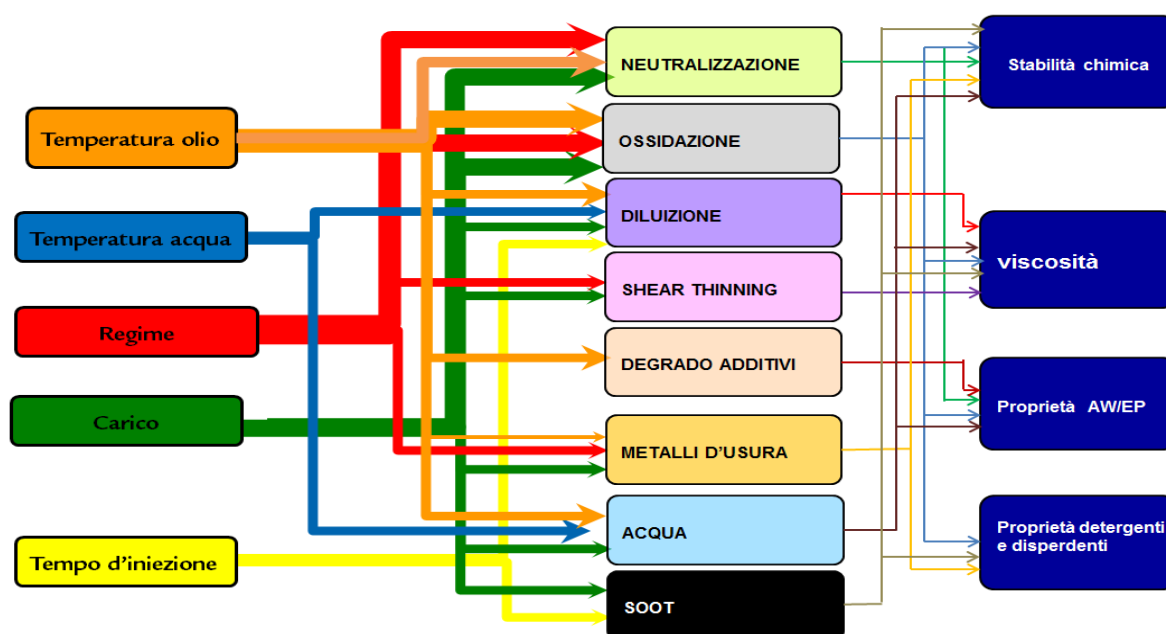 Temperatura olio
Temperatura acqua
Regime
Carico
Tempo d'iniezione
NEUTRALIZZAZIONE
OSSIDAZIONE
DILUIZIONE
SHEAR THINNING
DEGRADO ADDITIVI
METALLI D'USURA
ACQUA
SOOT
Stabilità chimica
viscosità
Proprietà AW/EP
Proprietà detergenti
e disperdenti